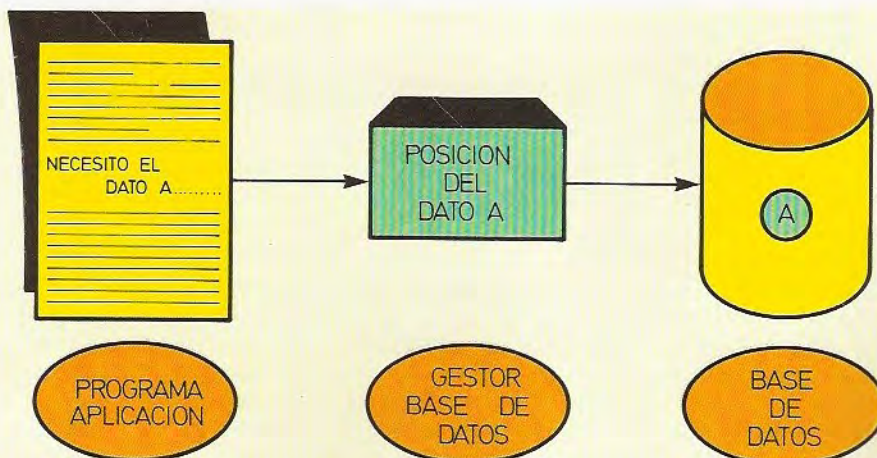 NECESITO EL
DATO A.........
POSICION
DEL
DATO A
A
PROGRAMA
APLICACION
GESTOR
BASE DE
DATOS
BASE
DE
DATOS